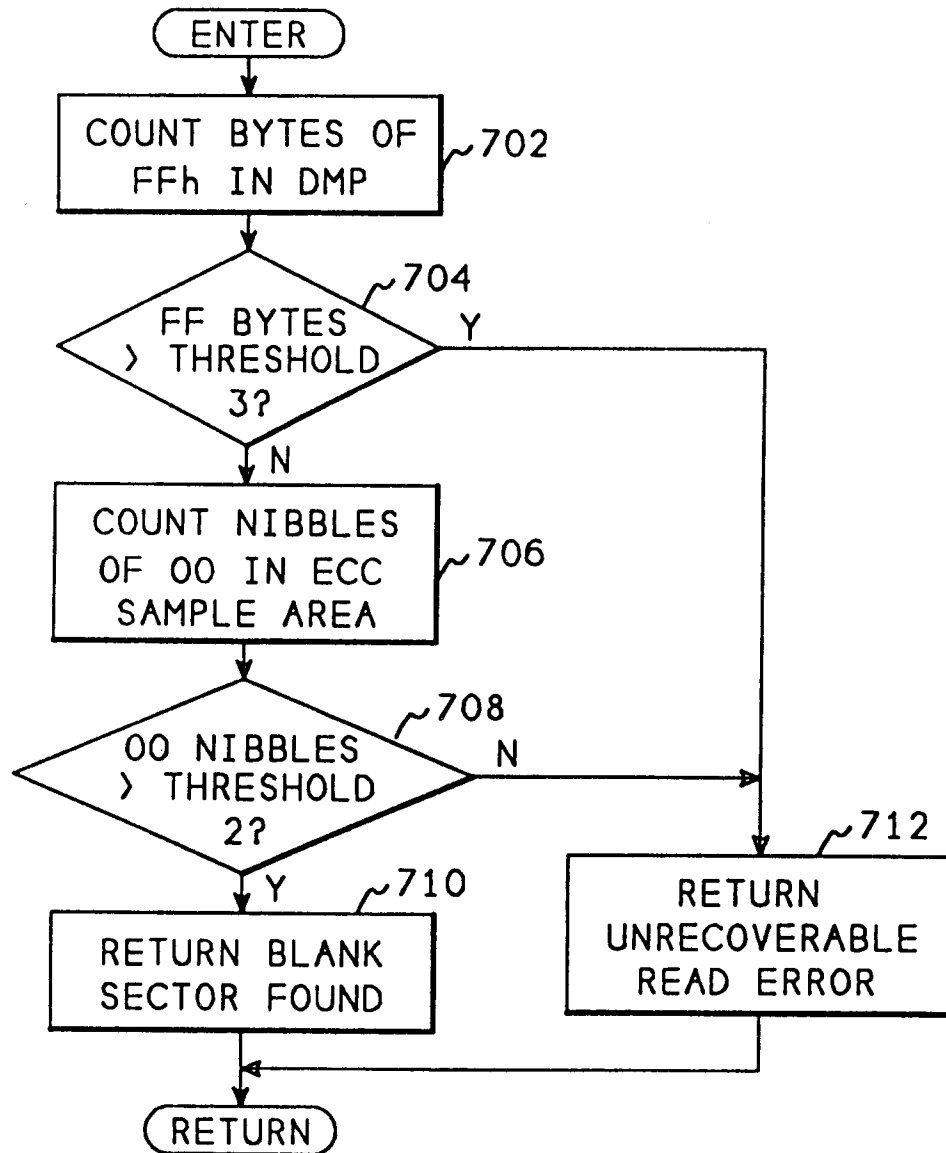 ENTER
COUNT BYTES OF
FFh IN DMP
702
704
FF BYTES
> THRESHOLD
3?
Y
N
COUNT NIBBLES
OF 00 IN ECC
SAMPLE AREA
706
708
00 NIBBLES
> THRESHOLD
2?
N
Y
710
RETURN BLANK
SECTOR FOUND
712
RETURN
UNRECOVERABLE
READ ERROR
RETURN